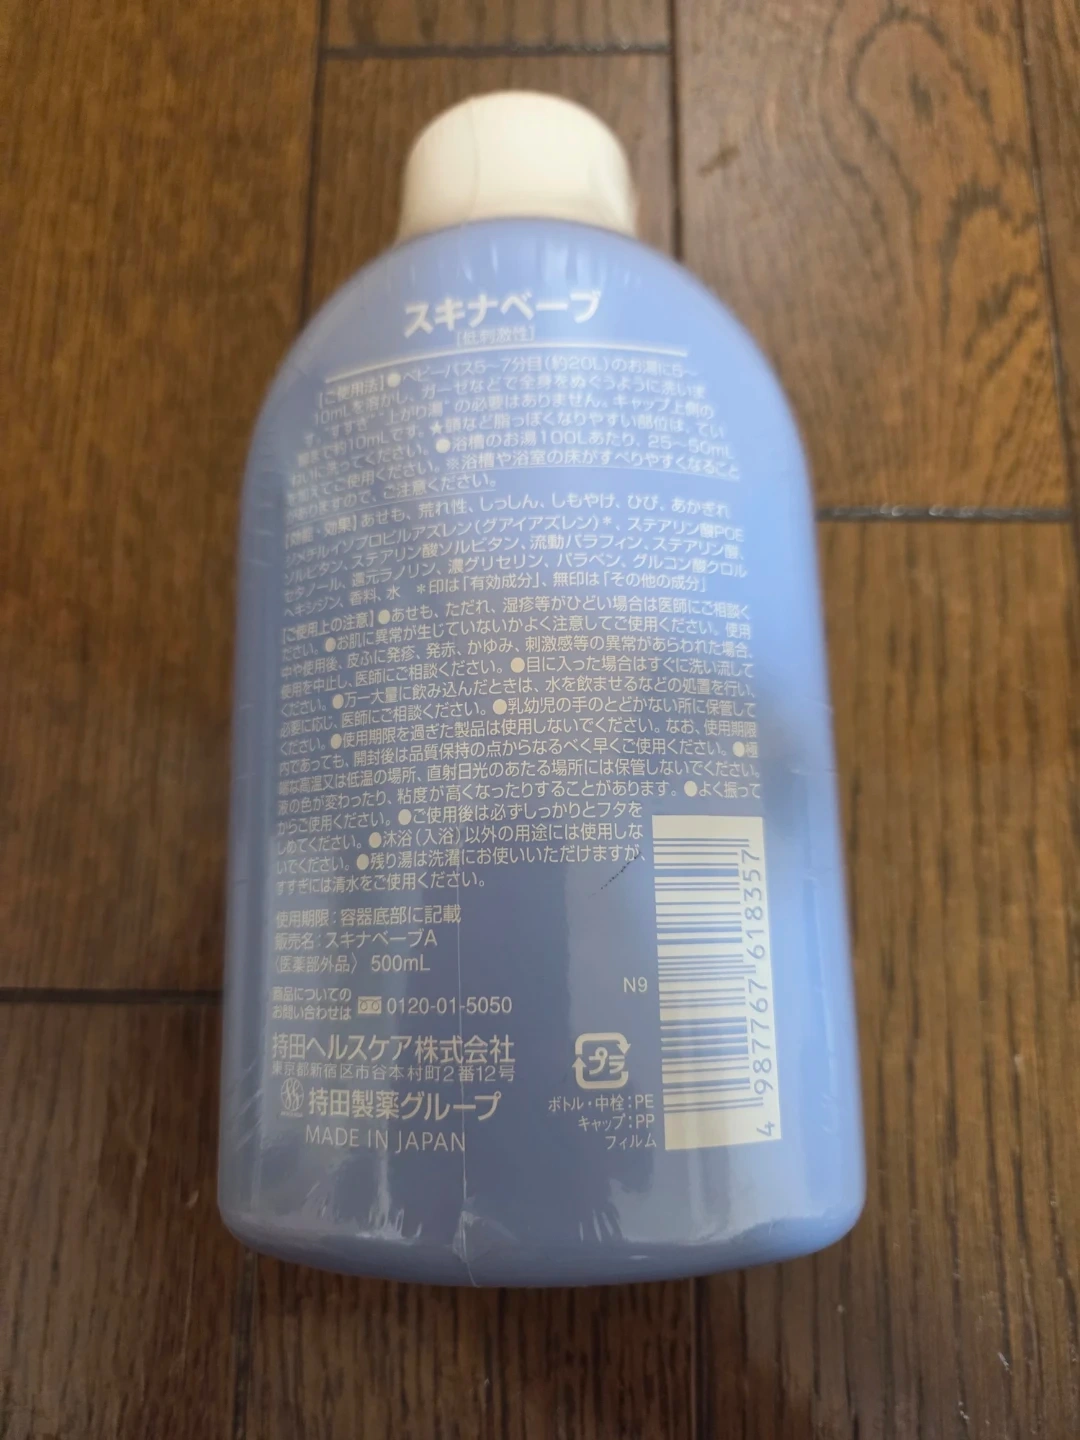 スキナベーブ
［低刺激性］
【ご使用法】●ベビーバス5〜7分目（約20L）のお湯に5〜
10mLを溶かし、ガーゼなどで全身をぬぐうように洗いま
す。"すすぎ""上がり湯"の必要はありません。キャップ上側の
線まで約10mLです。★頭など脂っぽくなりやすい部位は、てい
ねいに洗ってください。●浴槽のお湯100Lあたり、25〜50mL
を加えてご使用ください。※浴槽や浴室の床がすべりやすくなること
がありますので、ご注意ください。
【効能・効果】あせも、荒れ性、しっしん、しもやけ、ひび、あかぎれ
ジメチルイソプロピルアズレン（グアイアズレン）＊、ステアリン酸POE
ソルビタン、ステアリン酸ソルビタン、流動パラフィン、ステアリン酸、
セタノール、還元ラノリン、濃グリセリン、パラベン、グルコン酸クロル
ヘキシジン、香料、水　＊印は「有効成分」、無印は「その他の成分」
【ご使用上の注意】●あせも、ただれ、湿疹等がひどい場合は医師にご相談く
ださい。●お肌に異常が生じていないかよく注意してご使用ください。使用
中や使用後、皮ふに発疹、発赤、かゆみ、刺激感等の異常があらわれた場合、
使用を中止し、医師にご相談ください。●目に入った場合はすぐに洗い流して
ください。●万一大量に飲み込んだときは、水を飲ませるなどの処置を行い、
必要に応じ、医師にご相談ください。●乳幼児の手のとどかない所に保管して
ください。●使用期限を過ぎた製品は使用しないでください。なお、使用期限
内であっても、開封後は品質保持の点からなるべく早くご使用ください。●極
端な高温又は低温の場所、直射日光のあたる場所には保管しないでください。
液の色が変わったり、粘度が高くなったりすることがあります。●よく振って
からご使用ください。●ご使用後は必ずしっかりとフタを
しめてください。●沐浴（入浴）以外の用途には使用しな
いでください。●残り湯は洗濯にお使いいただけますが、
すすぎには清水をご使用ください。
使用期限：容器底部に記載
販売名：スキナベーブA
〈医薬部外品〉 500mL
商品についての
お問い合わせは 0120-01-5050
持田ヘルスケア株式会社
東京都新宿区市谷本村町2番12号
持田製薬グループ
MADE IN JAPAN
N9
プラ
ボトル・中栓：PE
キャップ：PP
フィルム
4 987767 618357